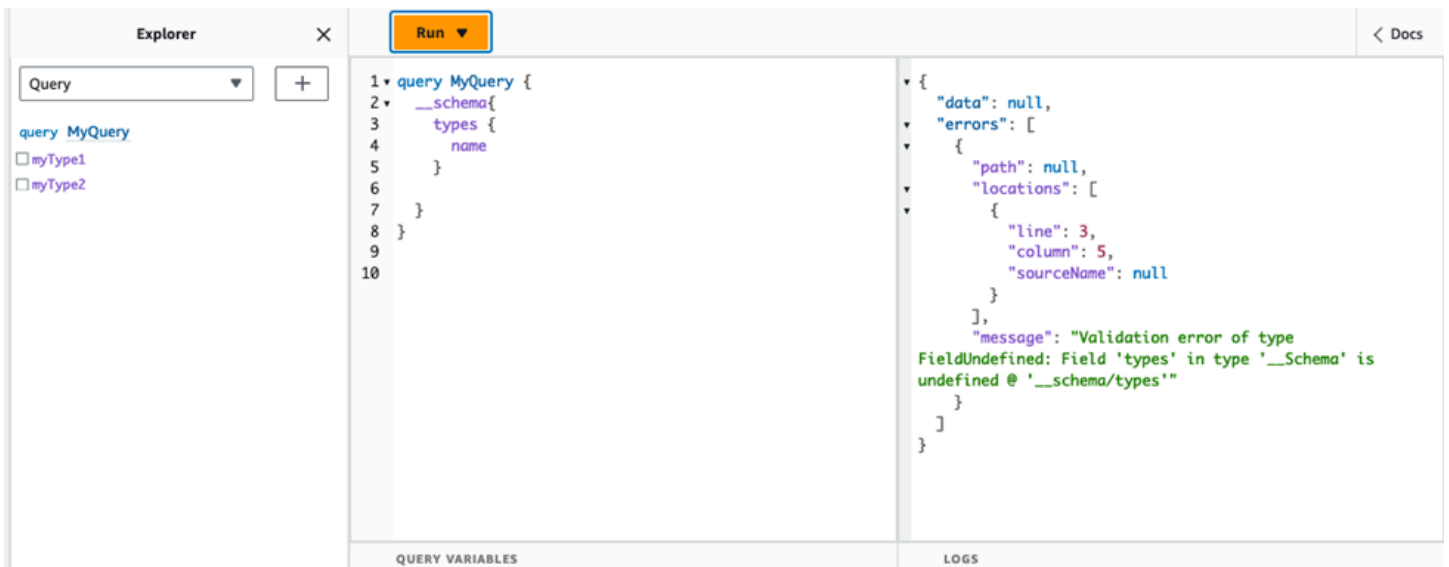 Explorer
Query
query MyQuery
myType1
myType2
Run
< Docs
1 query MyQuery {
2 __schema{
3 types {
4 name
5 }
6
7 }
8 }
9
10
{
"data": null,
"errors": [
{
"path": null,
"locations": [
{
"line": 3,
"column": 5,
"sourceName": null
}
],
"message": "Validation error of type
FieldUndefined: Field 'types' in type '__Schema' is
undefined @ '__schema/types'"
}
]
}
QUERY VARIABLES
LOGS